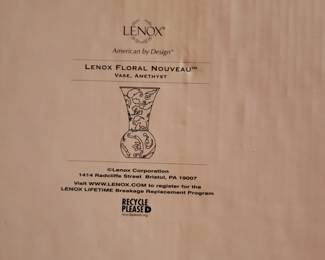 LENOX®
American by Design®
LENOX FLORAL NOUVEAU™
VASE, AMETHYST
©Lenox Corporation
1414 Radcliffe Street Bristol, PA 19007
Visit WWW.LENOX.COM to register for the
LENOX LIFETIME Breakage Replacement Program
RECYCLE
PLEASE